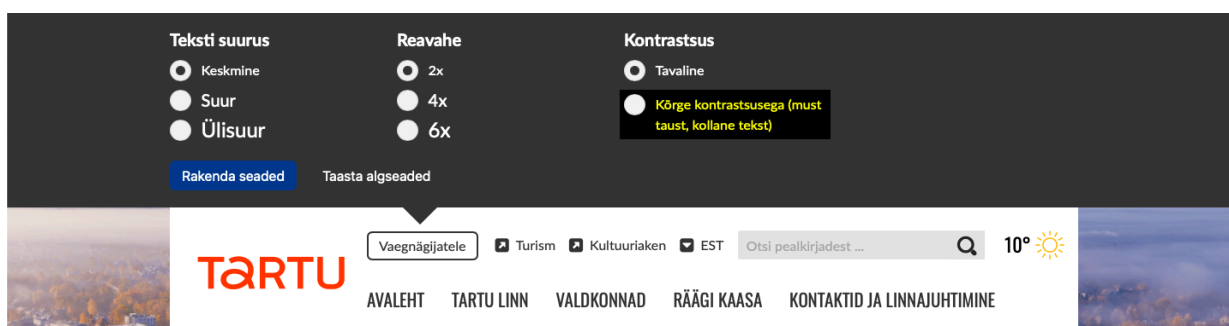 Teksti suurus
Keskmine
Suur
Ülisuur
Reavahe
2x
4x
6x
Kontrastsus
Tavaline
Kõrge kontrastsusega (must
taust, kollane tekst)
Rakenda seaded
Taasta algseaded
TARTU
Vaegnägijatele
Turism
Kultuuriaken
EST
Otsi pealkirjadest ...
10°
AVALEHT
TARTU LINN
VALDKONNAD
RÄÄGI KAASA
KONTAKTID JA LINNAJUHTIMINE